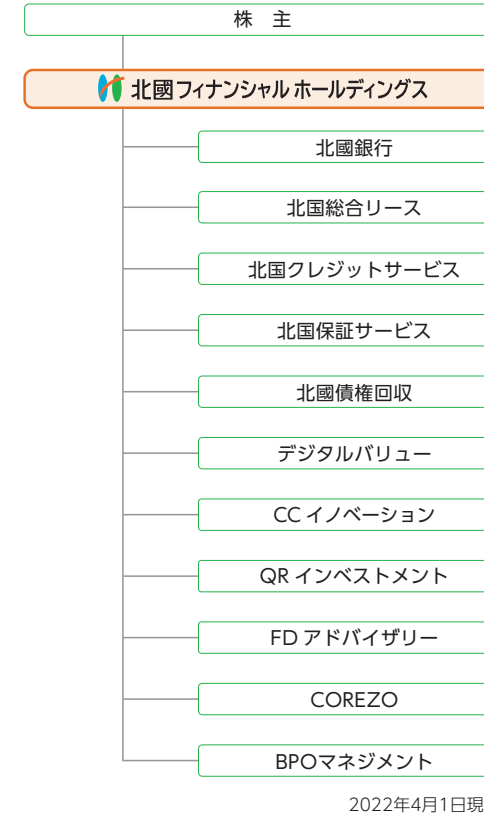 株 主
北國フィナンシャル ホールディングス
北國銀行
北国総合リース
北国クレジットサービス
北国保証サービス
北國債権回収
デジタルバリュー
CC イノベーション
QR インベストメント
FD アドバイザリー
COREZO
BPOマネジメント
2022年4月1日現